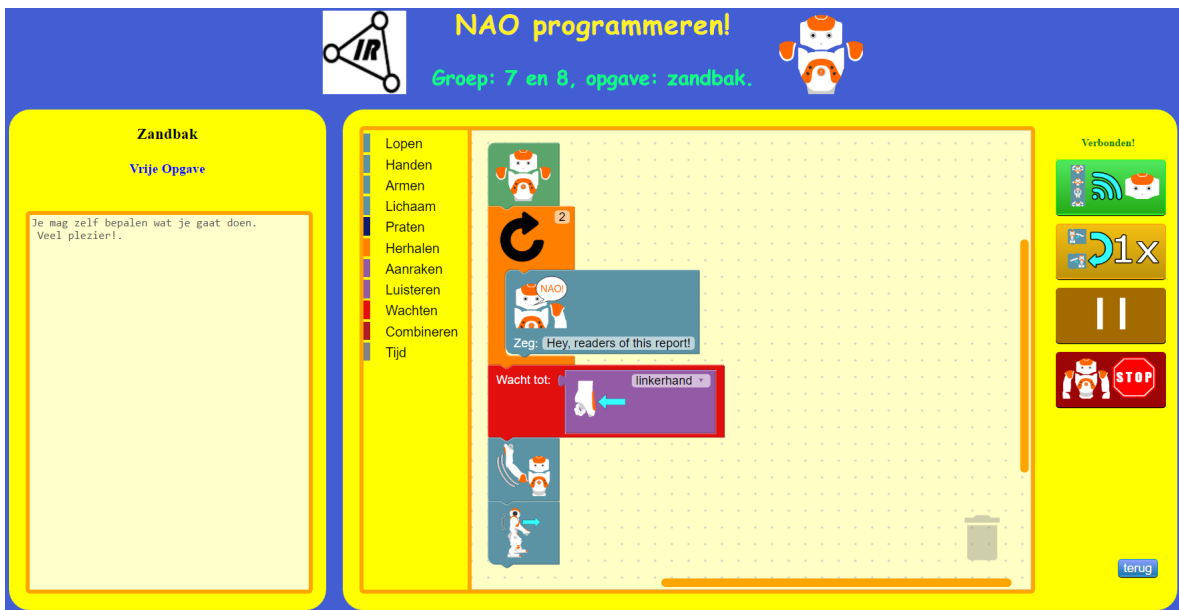 IR
NAO programmeren!
Groep: 7 en 8, opgave: zandbak.
Zandbak
Vrije Opgave
Je mag zelf bepalen wat je gaat doen.
Veel plezier!.
Lopen
Handen
Armen
Lichaam
Praten
Herhalen
Aanraken
Luisteren
Wachten
Combineren
Tijd
2
NAO!
Zeg: Hey, readers of this report!
Wacht tot: linkerhand
Verbonden!
1x
STOP
terug